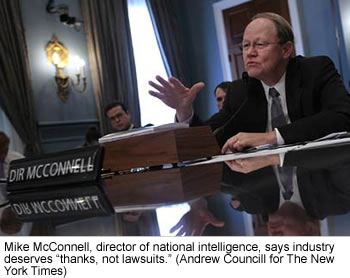 DIR MCCONNELL
DIR MCCONNELL
Mike McConnell, director of national intelligence, says industry
deserves “thanks, not lawsuits.” (Andrew Councill for The New
York Times)